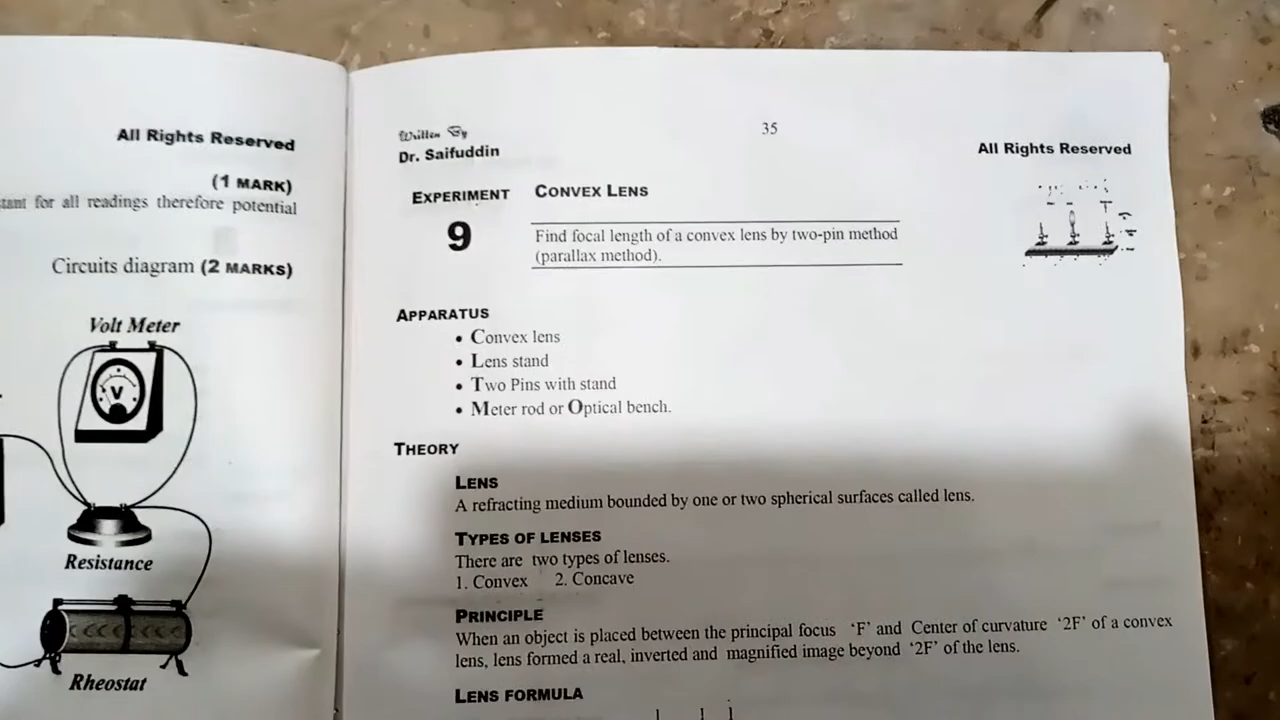 All Rights Reserved
(1 MARK)
tant for all readings therefore potential
Circuits diagram (2 MARKS)
Volt Meter
V
Resistance
Rheostat
Written By
Dr. Saifuddin
35
All Rights Reserved
EXPERIMENT
9
CONVEX LENS
Find focal length of a convex lens by two-pin method
(parallax method).
APPARATUS
• Convex lens
• Lens stand
• Two Pins with stand
• Meter rod or Optical bench.
THEORY
LENS
A refracting medium bounded by one or two spherical surfaces called lens.
TYPES OF LENSES
There are two types of lenses.
1. Convex 2. Concave
PRINCIPLE
When an object is placed between the principal focus ‘F’ and Center of curvature ‘2F’ of a convex
lens, lens formed a real, inverted and magnified image beyond ‘2F’ of the lens.
LENS FORMULA